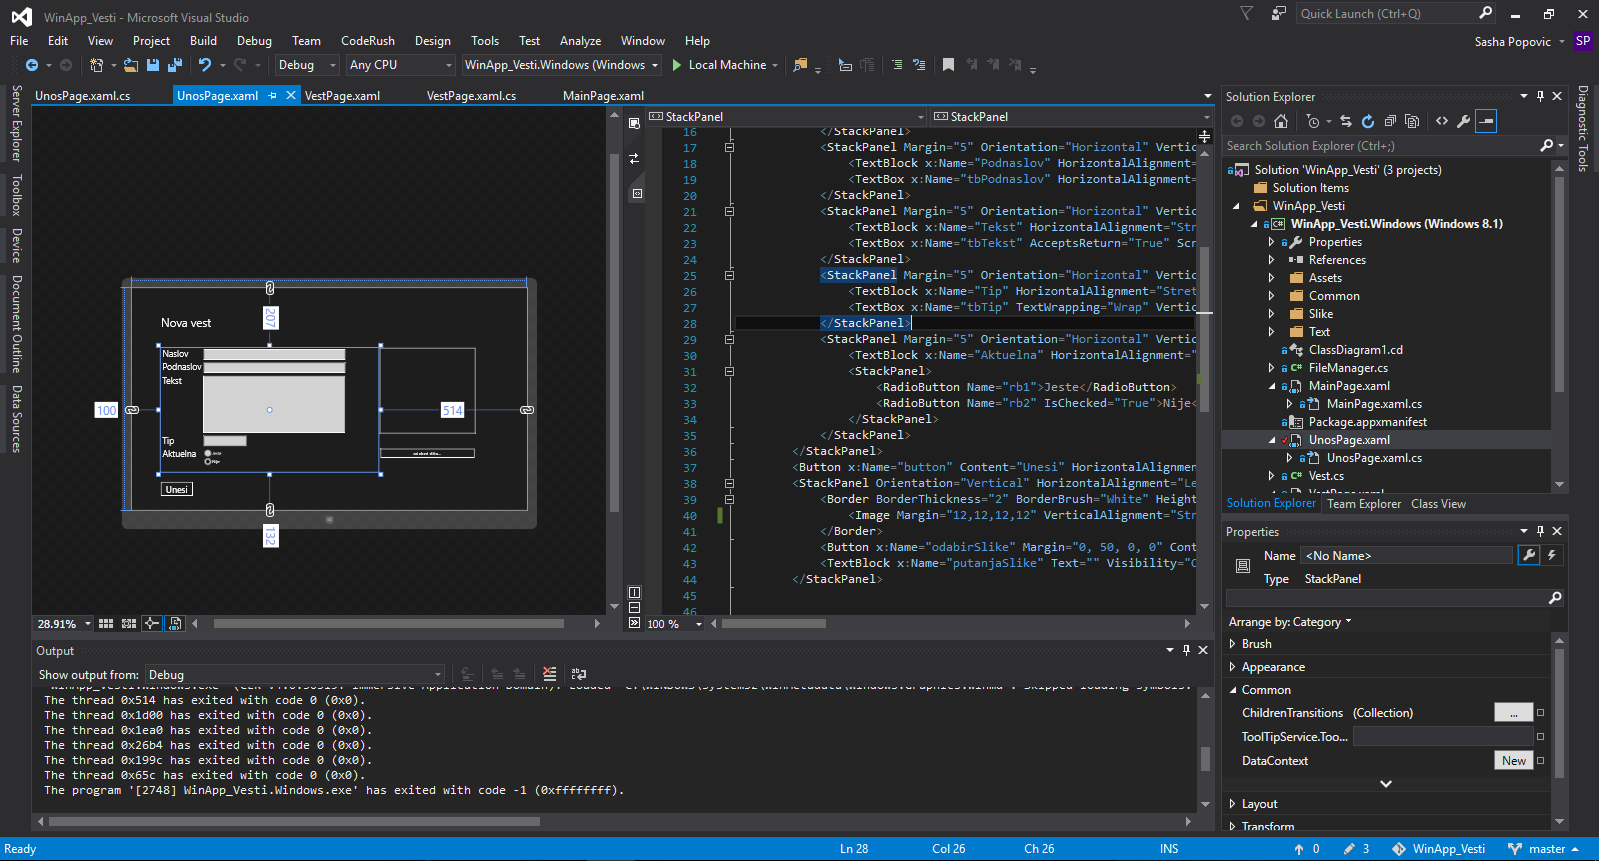 WinApp_Vesti - Microsoft Visual Studio
Quick Launch (Ctrl+Q)
File Edit View Project Build Debug Team CodeRush Design Tools Test Analyze Window Help
Sasha Popovic SP
Debug Any CPU WinApp_Vesti.Windows (Windows Local Machine
Server Explorer
Toolbox
Device
Document Outline
Data Sources
UnosPage.xaml.cs UnosPage.xaml VestPage.xaml VestPage.xaml.cs MainPage.xaml
Nova vest
Naslov
Podnaslov
Tekst
Tip
Aktuelna
Jeste
Nije
Unesi
207
100
514
132
28.91%
StackPanel StackPanel
16 </StackPanel>
17 <StackPanel Margin="5" Orientation="Horizontal" Vertic
18 <TextBlock x:Name="Podnaslov" HorizontalAlignment=
19 <TextBox x:Name="tbPodnaslov" HorizontalAlignment=
20 </StackPanel>
21 <StackPanel Margin="5" Orientation="Horizontal" Vertic
22 <TextBlock x:Name="Tekst" HorizontalAlignment="Str
23 <TextBox x:Name="tbTekst" AcceptsReturn="True" Scr
24 </StackPanel>
25 <StackPanel Margin="5" Orientation="Horizontal" Vertic
26 <TextBlock x:Name="Tip" HorizontalAlignment="Stret
27 <TextBox x:Name="tbTip" TextWrapping="Wrap" Vertic
28 </StackPanel>
29 <StackPanel Margin="5" Orientation="Horizontal" Vertic
30 <TextBlock x:Name="Aktuelna" HorizontalAlignment="
31 <StackPanel>
32 <RadioButton Name="rb1">Jeste</RadioButton>
33 <RadioButton Name="rb2" IsChecked="True">Nije<
34 </StackPanel>
35 </StackPanel>
36 </StackPanel>
37 <Button x:Name="button" Content="Unesi" HorizontalAlignmen
38 <StackPanel Orientation="Vertical" HorizontalAlignment="Le
39 <Border BorderThickness="2" BorderBrush="White" Height
40 <Image Margin="12,12,12,12" VerticalAlignment="Str
41 </Border>
42 <Button x:Name="odabirSlike" Margin="0, 50, 0, 0" Cont
43 <TextBlock x:Name="putanjaSlike" Text="" Visibility="C
44 </StackPanel>
45
46
100 %
Output
Show output from: Debug
The thread 0x514 has exited with code 0 (0x0).
The thread 0x1d00 has exited with code 0 (0x0).
The thread 0x1ea0 has exited with code 0 (0x0).
The thread 0x26b4 has exited with code 0 (0x0).
The thread 0x199c has exited with code 0 (0x0).
The thread 0x65c has exited with code 0 (0x0).
The program '[2748] WinApp_Vesti.Windows.exe' has exited with code -1 (0xffffffff).
Solution Explorer
Search Solution Explorer (Ctrl+;)
Solution 'WinApp_Vesti' (3 projects)
Solution Items
WinApp_Vesti
WinApp_Vesti.Windows (Windows 8.1)
Properties
References
Assets
Common
Slike
Text
ClassDiagram1.cd
FileManager.cs
MainPage.xaml
MainPage.xaml.cs
Package.appxmanifest
UnosPage.xaml
UnosPage.xaml.cs
Vest.cs
VestPage.xaml
Solution Explorer Team Explorer Class View
Properties
Name <No Name>
Type StackPanel
Arrange by: Category
Brush
Appearance
Common
ChildrenTransitions (Collection) ...
ToolTipService.Too...
DataContext New
Layout
Transform
Diagnostic Tools
Ready Ln 28 Col 26 Ch 26 INS 0 3 WinApp_Vesti master